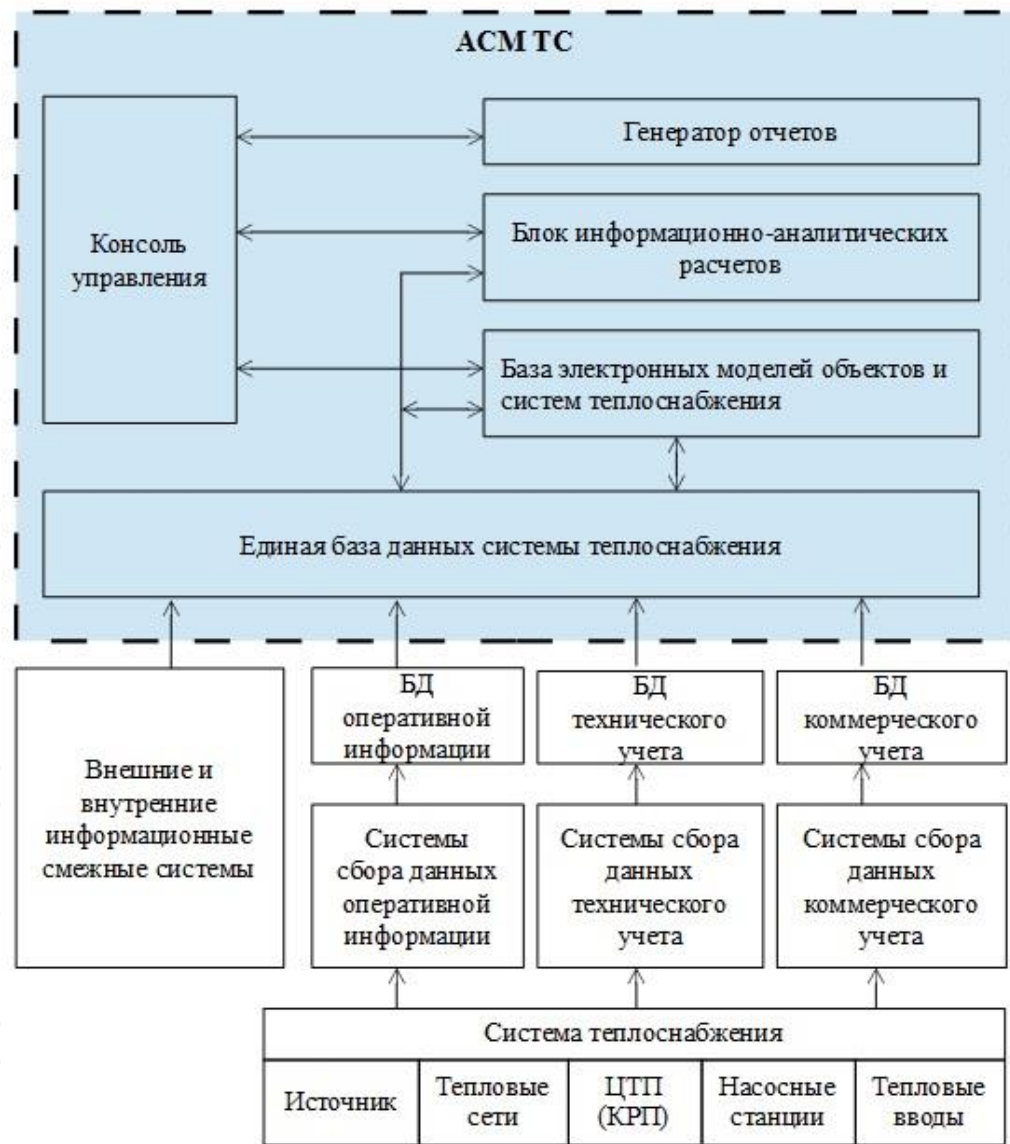 АСМ ТС
Генератор отчетов
Консоль
управления
Блок информационно-аналитических
расчетов
База электронных моделей объектов и
систем теплоснабжения
Единая база данных системы теплоснабжения
Внешние и
внутренние
информационные
смежные системы
БД
оперативной
информации
БД
технического
учета
БД
коммерческого
учета
Системы
сбора данных
оперативной
информации
Системы сбора
данных
технического
учета
Системы сбора
данных
коммерческого
учета
Система теплоснабжения
Источник
Тепловые
сети
ЦТП
(КРП)
Насосные
станции
Тепловые
вводы